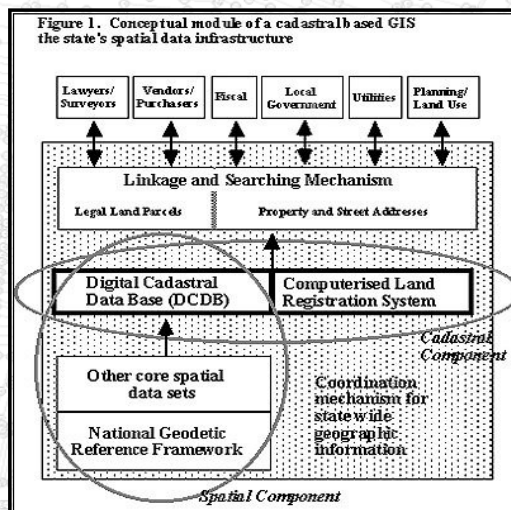 Figure 1. Conceptual module of a cadastral based GIS
the state's spatial data infrastructure
Lawyers/
Surveyors
Vendors/
Purchasers
Fiscal
Local
Government
Utilities
Planning/
Land Use
Linkage and Searching Mechanism
Legal Land Parcels
Property and Street Addresses
Digital Cadastral
Data Base (DCDB)
Computerised Land
Registration System
Cadastral
Component
Other core spatial
data sets
National Geodetic
Reference Framework
Coordination
mechanism for
state wide
geographic
information
Spatial Component